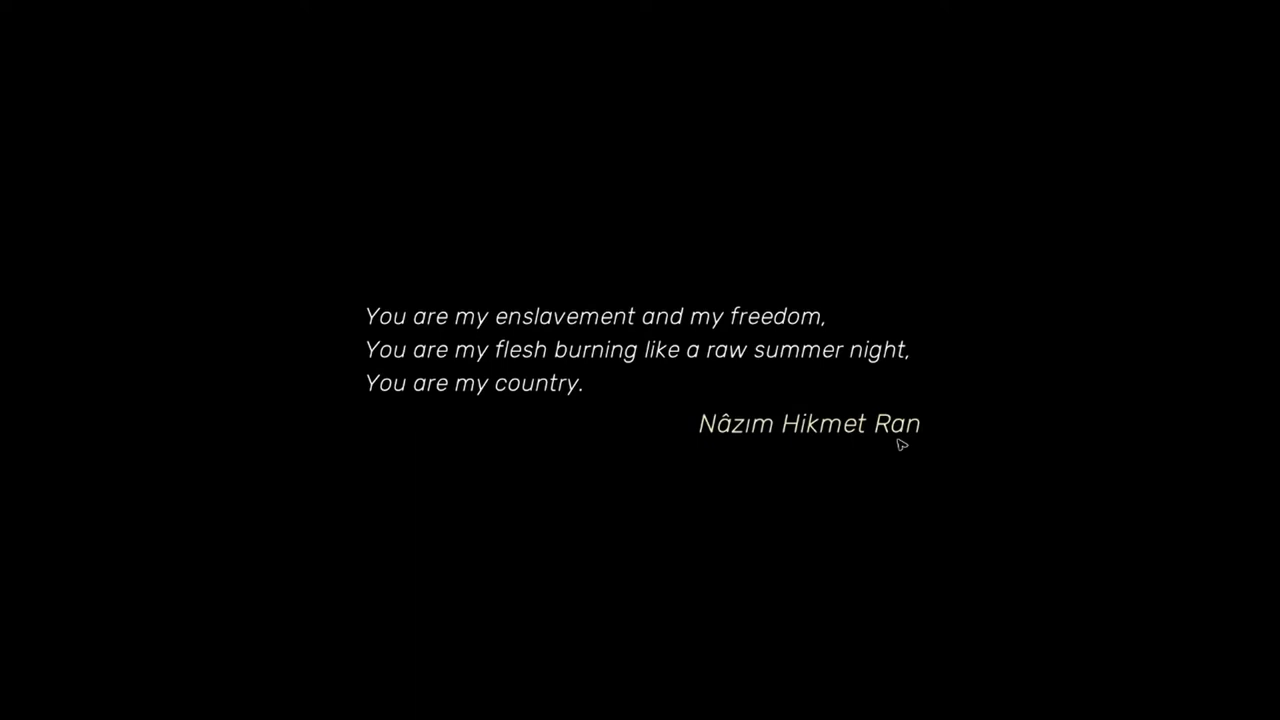 You are my enslavement and my freedom,
You are my flesh burning like a raw summer night,
You are my country.
Nâzım Hikmet Ran